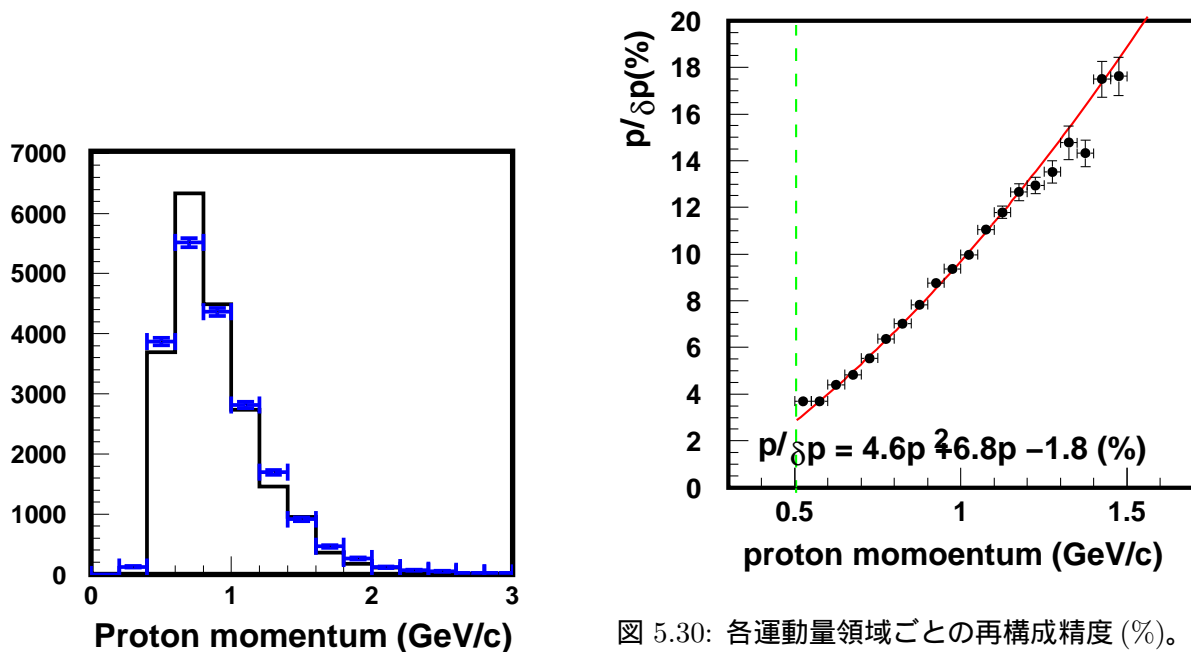 7000
6000
5000
4000
3000
2000
1000
0
0 1 2 3
Proton momentum (GeV/c)
p/δp(%)
20
18
16
14
12
10
8
6
4
2
0
p/δp = 4.6p²+6.8p −1.8 (%)
0.5 1 1.5
proton momoentum (GeV/c)
図 5.30: 各運動量領域ごとの再構成精度 (%)。